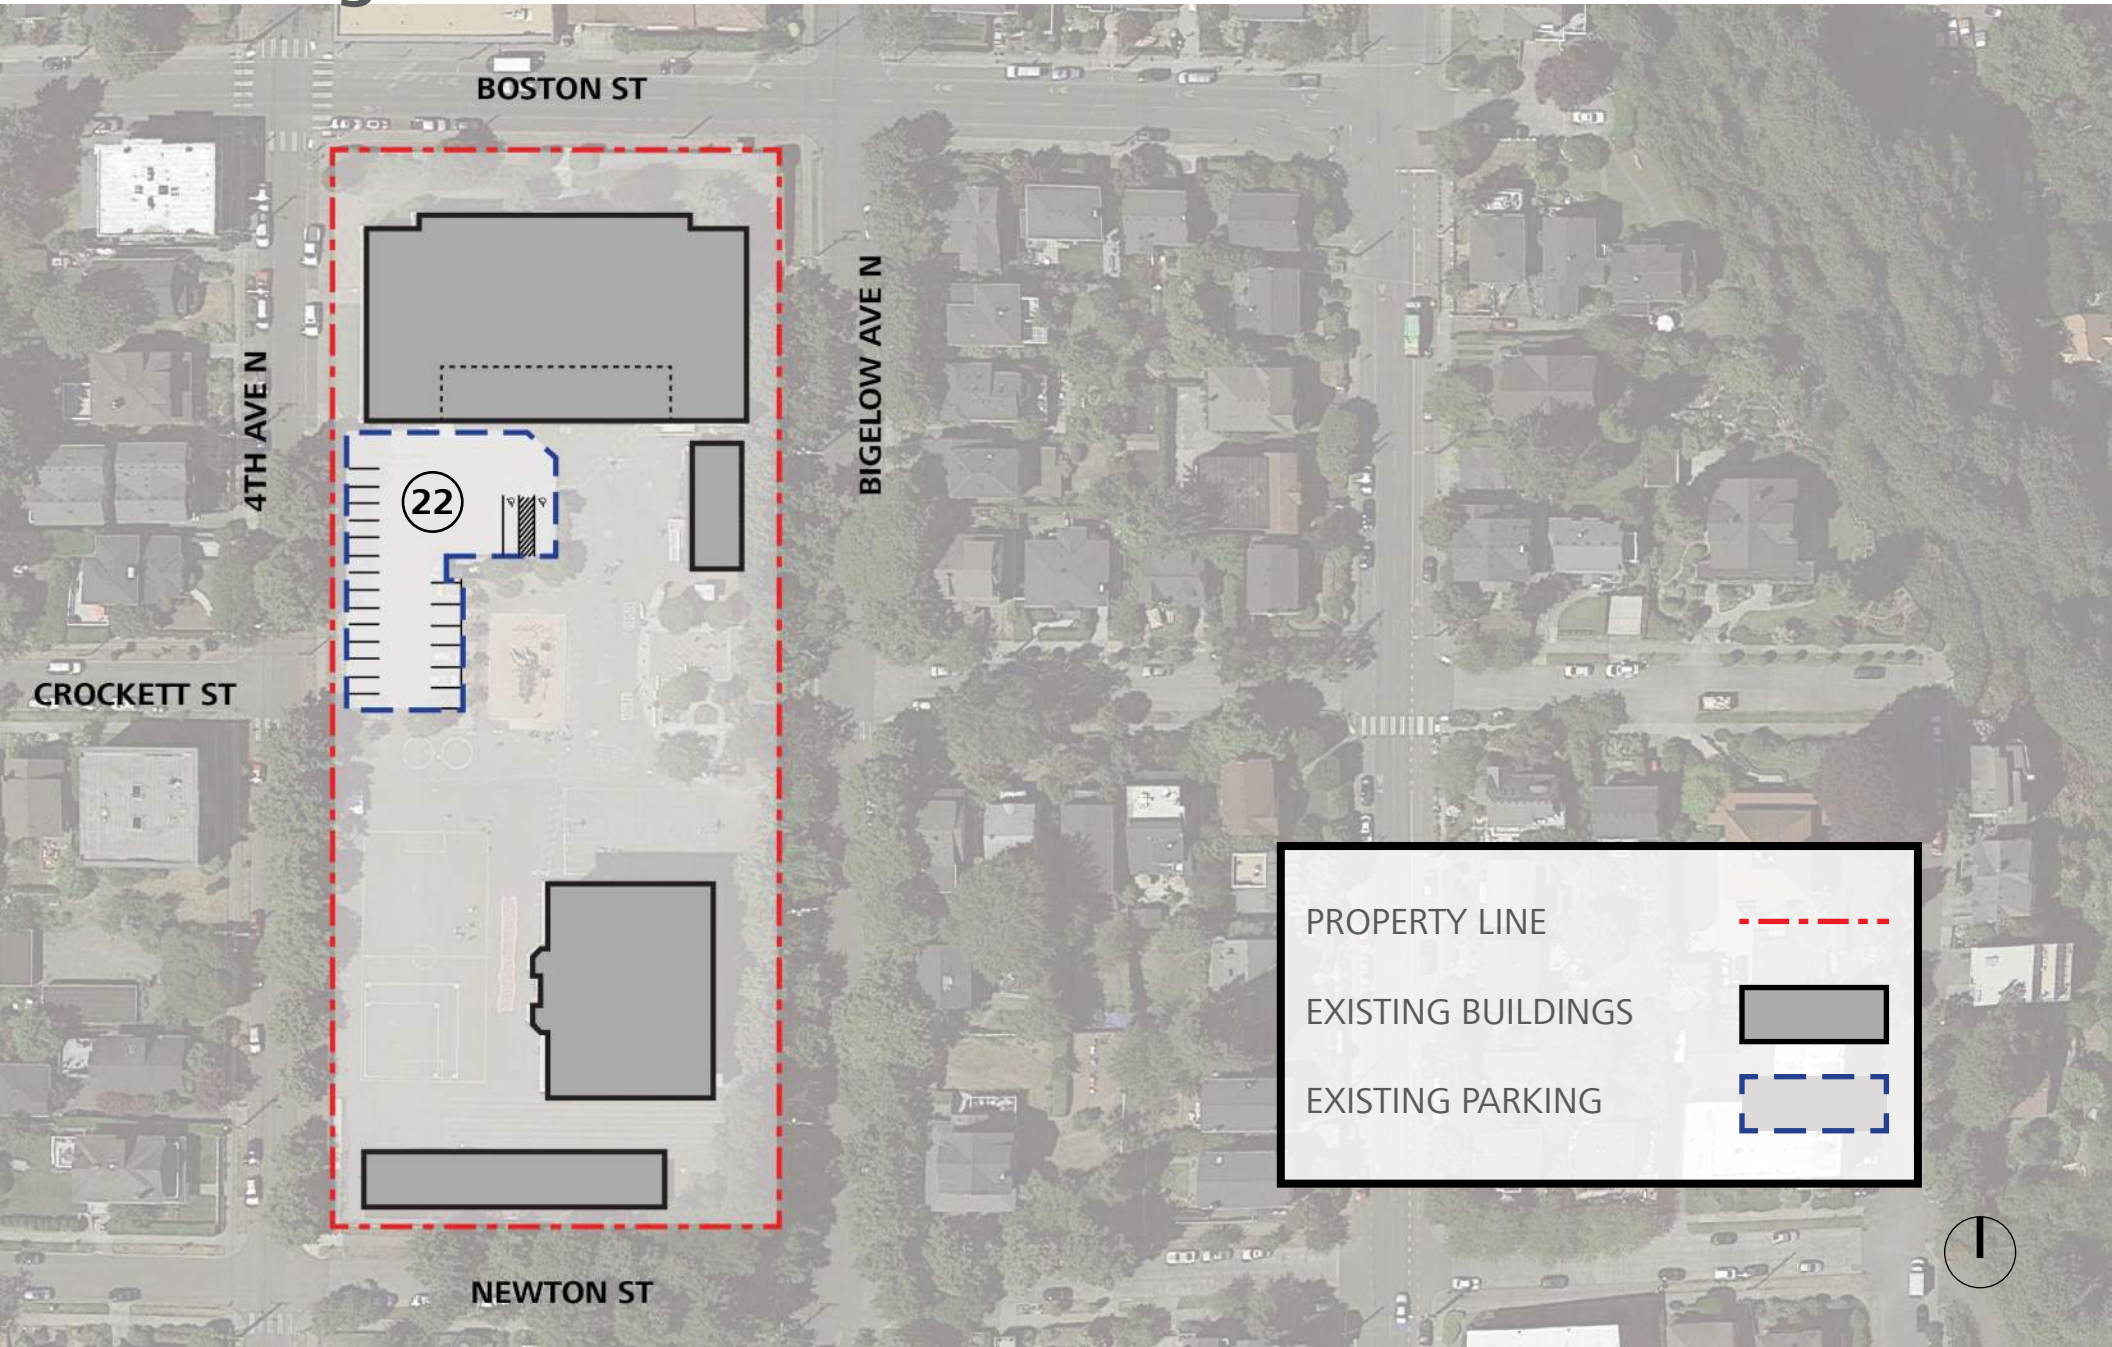 BOSTON ST
BIGELOW AVE N
4TH AVE N
22
CROCKETT ST
PROPERTY LINE
EXISTING BUILDINGS
EXISTING PARKING
NEWTON ST